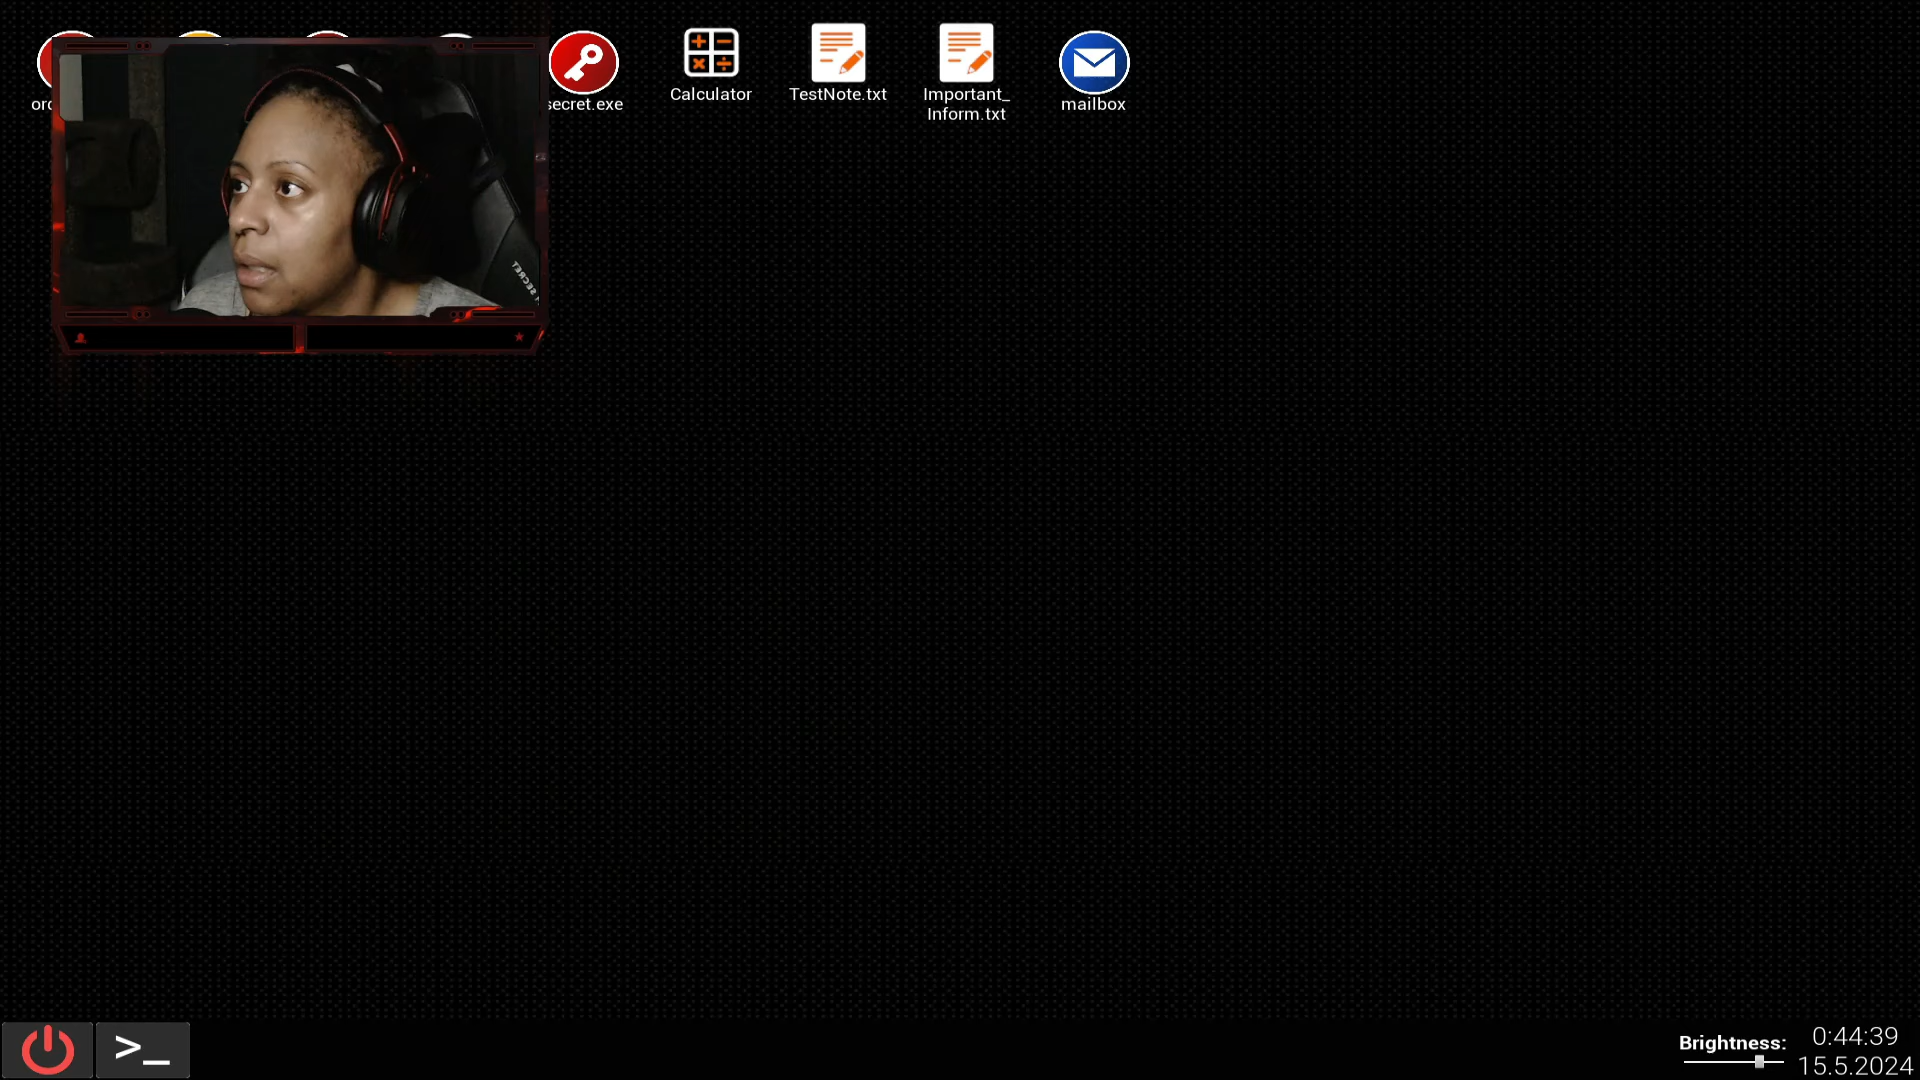 secret.exe
Calculator
TestNote.txt
Important_
Inform.txt
mailbox
>_
Brightness:
0:44:39
15.5.2024